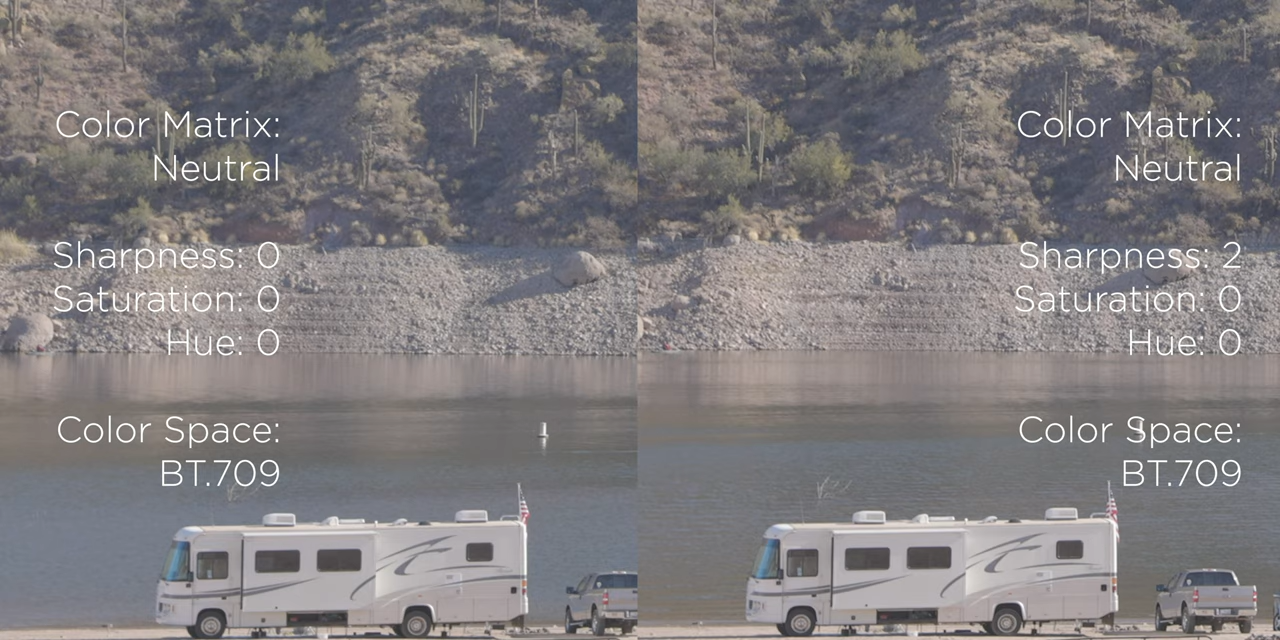 Color Matrix:
Neutral
Sharpness: 0
Saturation: 0
Hue: 0
Color Space:
BT.709
Color Matrix:
Neutral
Sharpness: 2
Saturation: 0
Hue: 0
Color Space:
BT.709